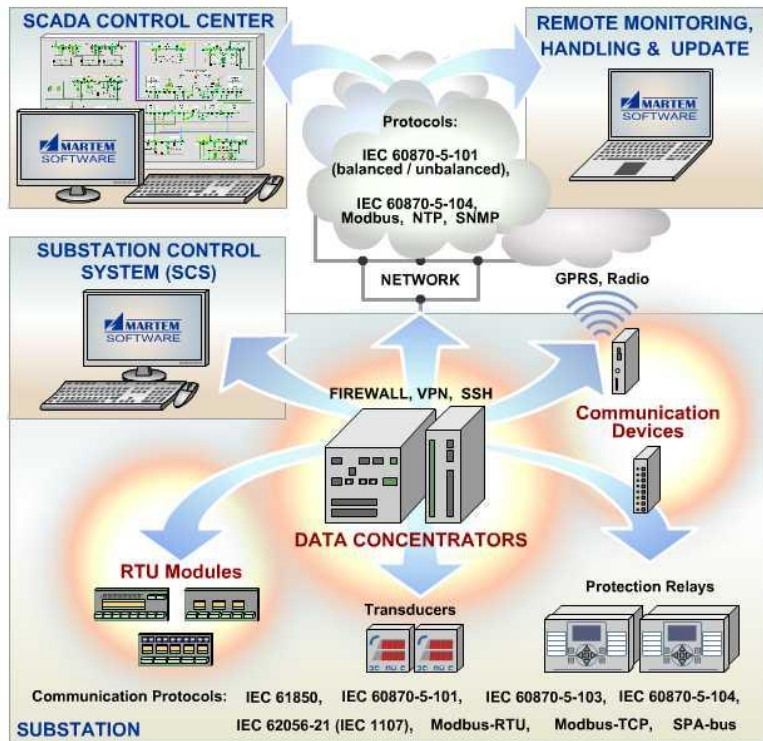 SCADA CONTROL CENTER
MARTEM
SOFTWARE
REMOTE MONITORING,
HANDLING & UPDATE
MARTEM
SOFTWARE
Protocols:
IEC 60870-5-101
(balanced / unbalanced),
IEC 60870-5-104,
Modbus, NTP, SNMP
NETWORK
GPRS, Radio
SUBSTATION CONTROL
SYSTEM (SCS)
MARTEM
SOFTWARE
FIREWALL, VPN, SSH
Communication
Devices
DATA CONCENTRATORS
RTU Modules
Transducers
Protection Relays
Communication Protocols: IEC 61850, IEC 60870-5-101, IEC 60870-5-103, IEC 60870-5-104,
IEC 62056-21 (IEC 1107), Modbus-RTU, Modbus-TCP, SPA-bus
SUBSTATION